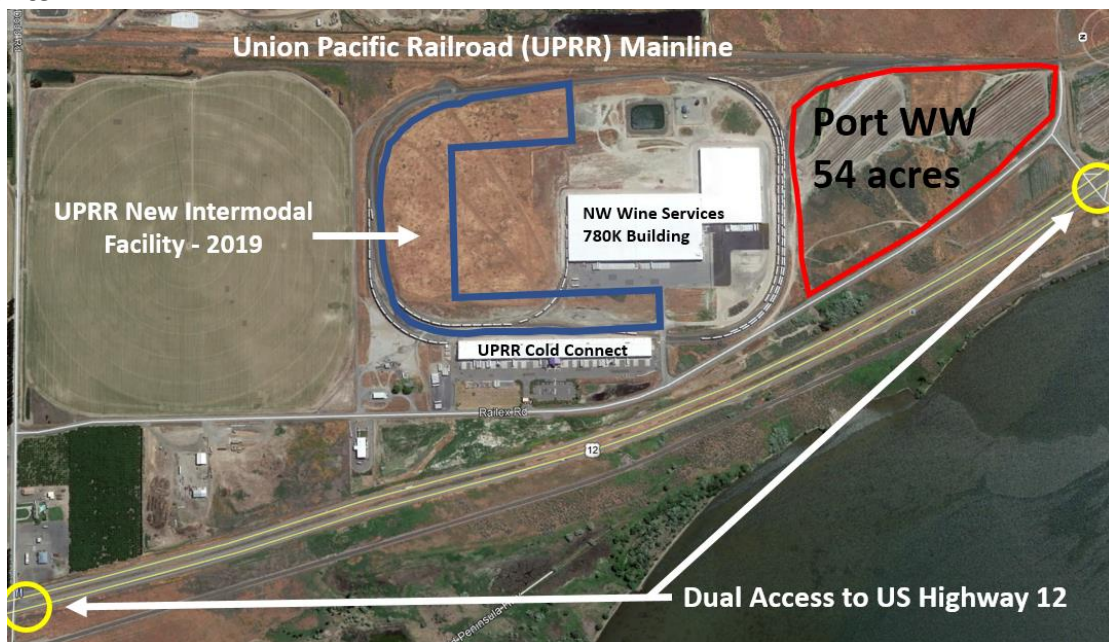 Union Pacific Railroad (UPRR) Mainline
N
Port WW
54 acres
UPRR New Intermodal
Facility - 2019
NW Wine Services
780K Building
UPRR Cold Connect
Railex Rd
12
Dual Access to US Highway 12